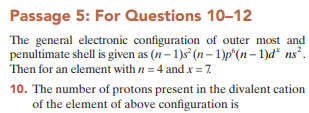 Passage 5: For Questions 10–12
The general electronic configuration of outer most and
penultimate shell is given as (n – 1)s² (n – 1)p⁶(n – 1)dˣ ns².
Then for an element with n = 4 and x = 7.
10. The number of protons present in the divalent cation
of the element of above configuration is